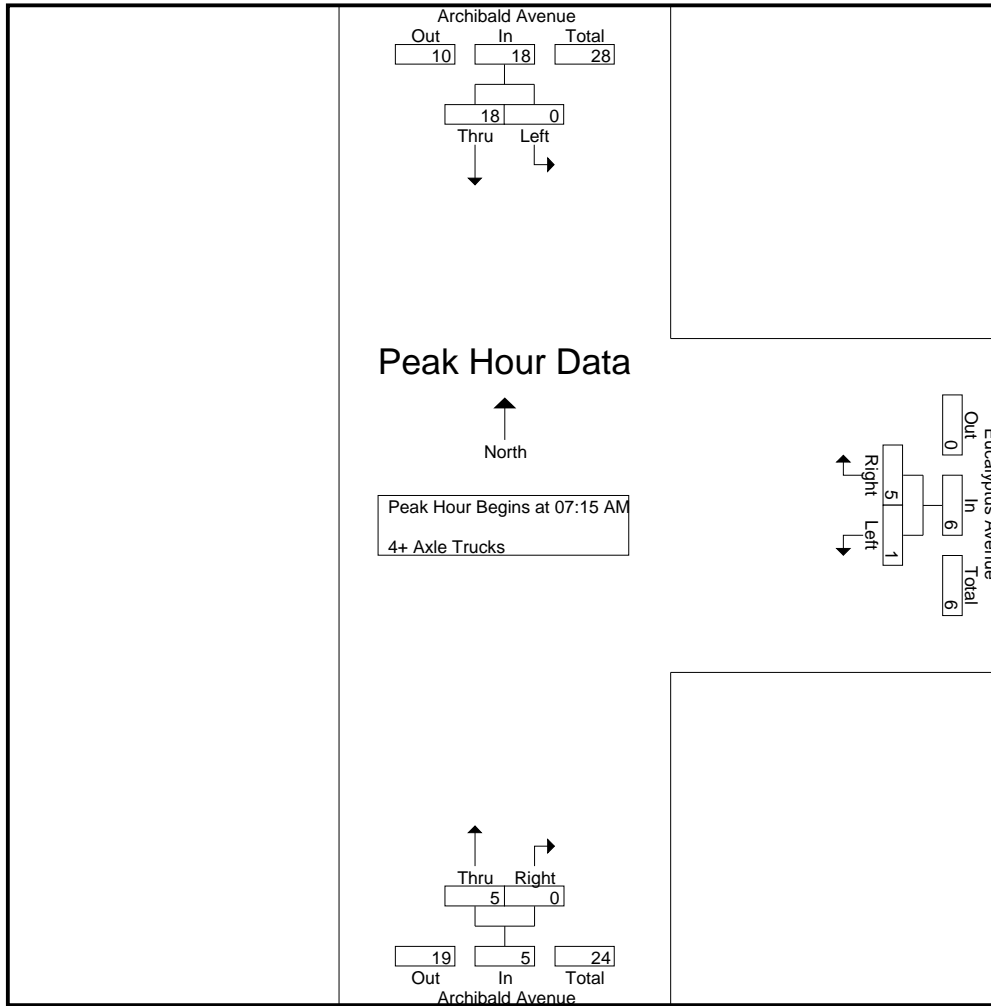 Archibald Avenue
Out In Total
10 18 28
18 0
Thru Left
Peak Hour Data
North
Peak Hour Begins at 07:15 AM
4+ Axle Trucks
Eucalyptus Avenue
Out In Total
0 6 6
Right Left
5 1
Thru Right
5 0
19 5 24
Out In Total
Archibald Avenue